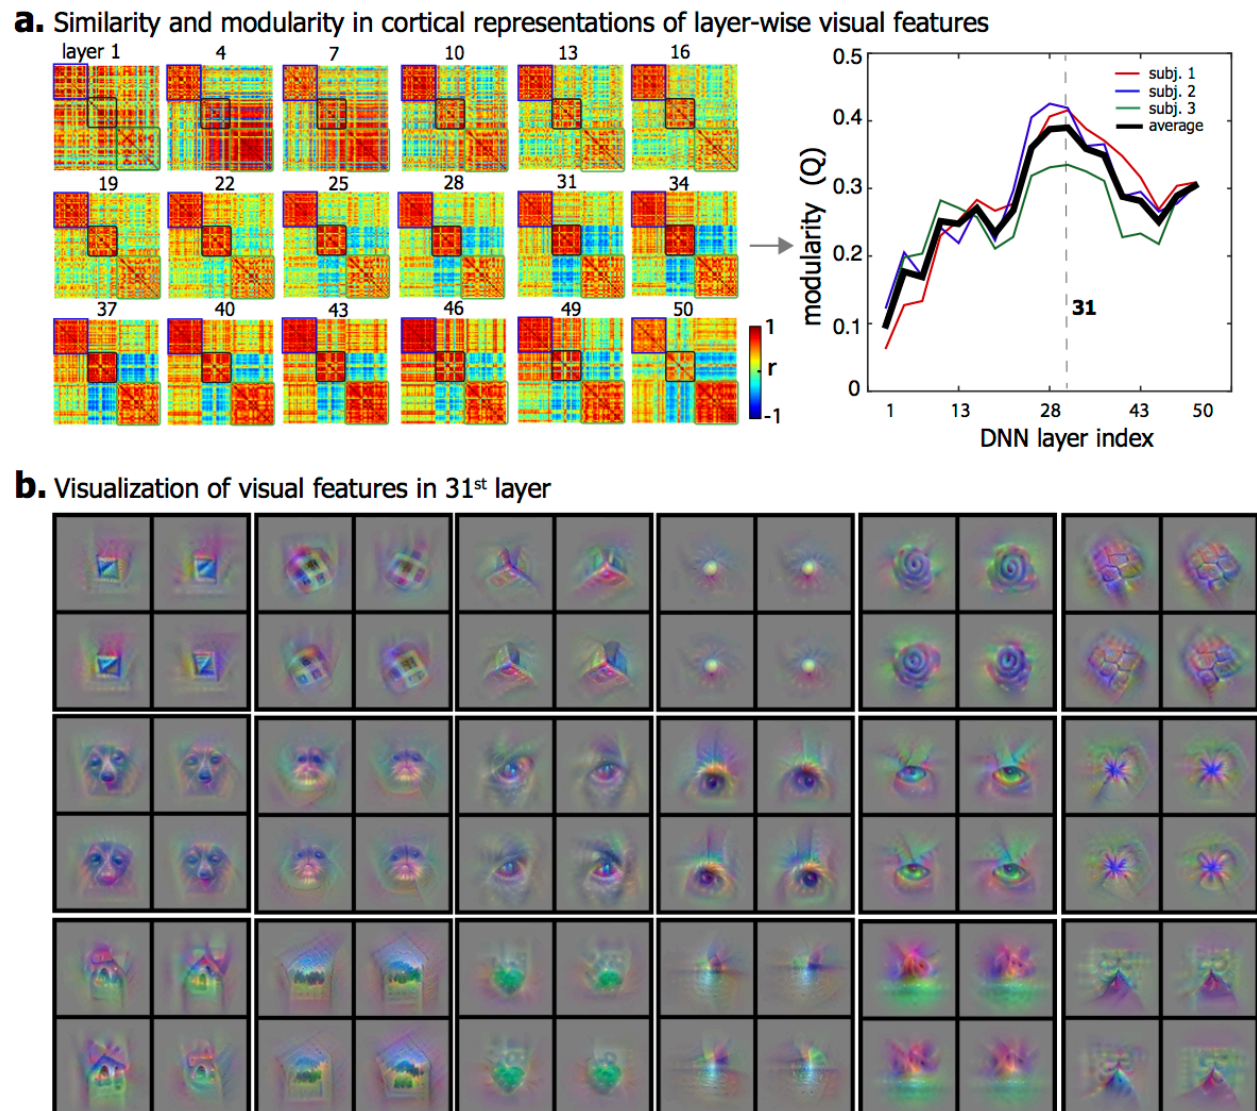 a. Similarity and modularity in cortical representations of layer-wise visual features
layer 1 4 7 10 13 16
19 22 25 28 31 34
37 40 43 46 49 50
1
r
-1
0.5
0.4
0.3
0.2
0.1
0
modularity (Q)
subj. 1
subj. 2
subj. 3
average
31
1 13 28 43 50
DNN layer index
b. Visualization of visual features in 31st layer